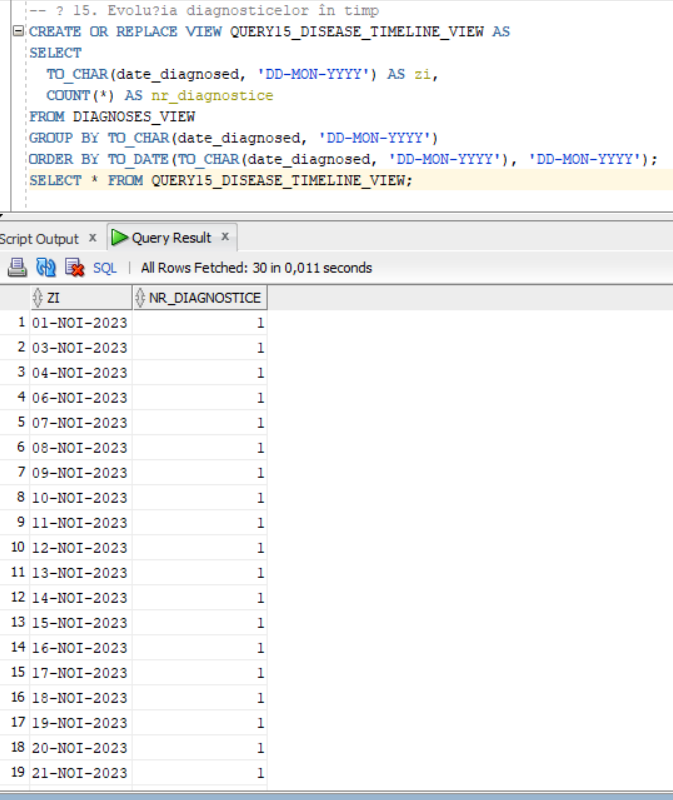 -- ? 15. Evolu?ia diagnosticelor în timp
CREATE OR REPLACE VIEW QUERY15_DISEASE_TIMELINE_VIEW AS
SELECT
TO_CHAR(date_diagnosed, 'DD-MON-YYYY') AS zi,
COUNT(*) AS nr_diagnostice
FROM DIAGNOSES_VIEW
GROUP BY TO_CHAR(date_diagnosed, 'DD-MON-YYYY')
ORDER BY TO_DATE(TO_CHAR(date_diagnosed, 'DD-MON-YYYY'), 'DD-MON-YYYY');
SELECT * FROM QUERY15_DISEASE_TIMELINE_VIEW;
Script Output x Query Result x
SQL | All Rows Fetched: 30 in 0,011 seconds
ZI NR_DIAGNOSTICE
1 01-NOI-2023 1
2 03-NOI-2023 1
3 04-NOI-2023 1
4 06-NOI-2023 1
5 07-NOI-2023 1
6 08-NOI-2023 1
7 09-NOI-2023 1
8 10-NOI-2023 1
9 11-NOI-2023 1
10 12-NOI-2023 1
11 13-NOI-2023 1
12 14-NOI-2023 1
13 15-NOI-2023 1
14 16-NOI-2023 1
15 17-NOI-2023 1
16 18-NOI-2023 1
17 19-NOI-2023 1
18 20-NOI-2023 1
19 21-NOI-2023 1